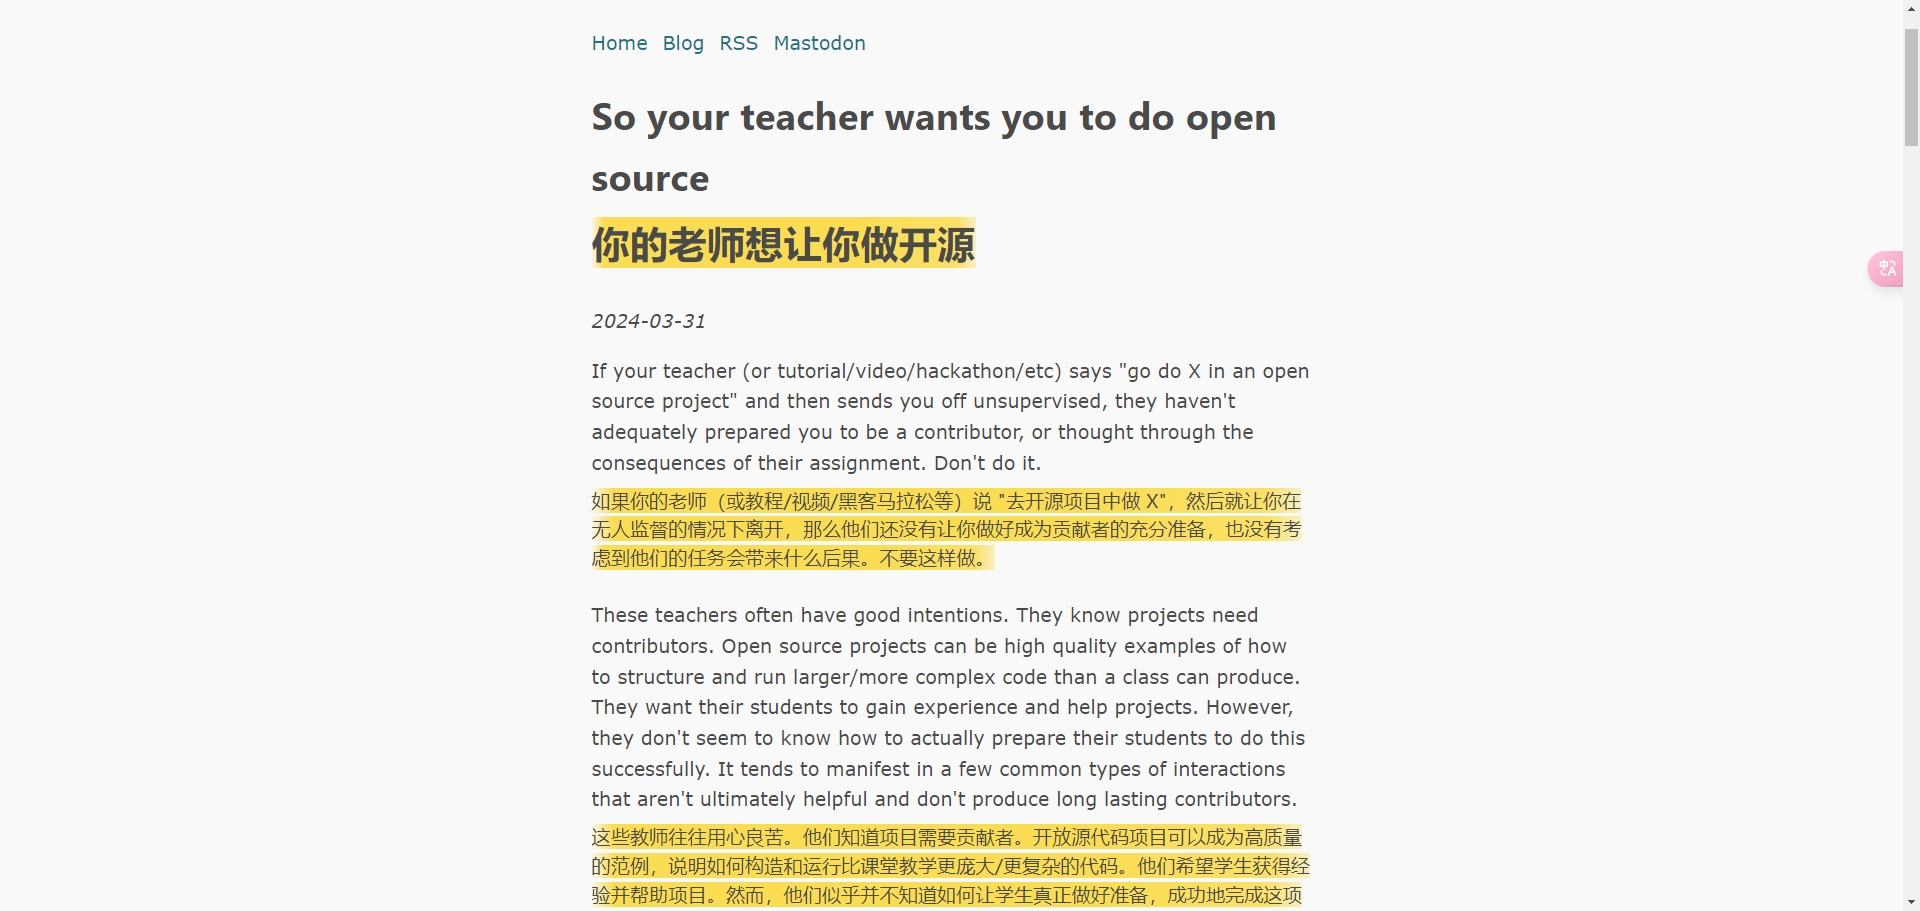 Home Blog RSS Mastodon
So your teacher wants you to do open
source
你的老师想让你做开源
2024-03-31
If your teacher (or tutorial/video/hackathon/etc) says "go do X in an open
source project" and then sends you off unsupervised, they haven't
adequately prepared you to be a contributor, or thought through the
consequences of their assignment. Don't do it.
如果你的老师（或教程/视频/黑客马拉松等）说 "去开源项目中做 X"，然后就让你在
无人监督的情况下离开，那么他们还没有让你做好成为贡献者的充分准备，也没有考
虑到他们的任务会带来什么后果。不要这样做。
These teachers often have good intentions. They know projects need
contributors. Open source projects can be high quality examples of how
to structure and run larger/more complex code than a class can produce.
They want their students to gain experience and help projects. However,
they don't seem to know how to actually prepare their students to do this
successfully. It tends to manifest in a few common types of interactions
that aren't ultimately helpful and don't produce long lasting contributors.
这些教师往往用心良苦。他们知道项目需要贡献者。开放源代码项目可以成为高质量
的范例，说明如何构造和运行比课堂教学更庞大/更复杂的代码。他们希望学生获得经
验并帮助项目。然而，他们似乎并不知道如何让学生真正做好准备，成功地完成这项